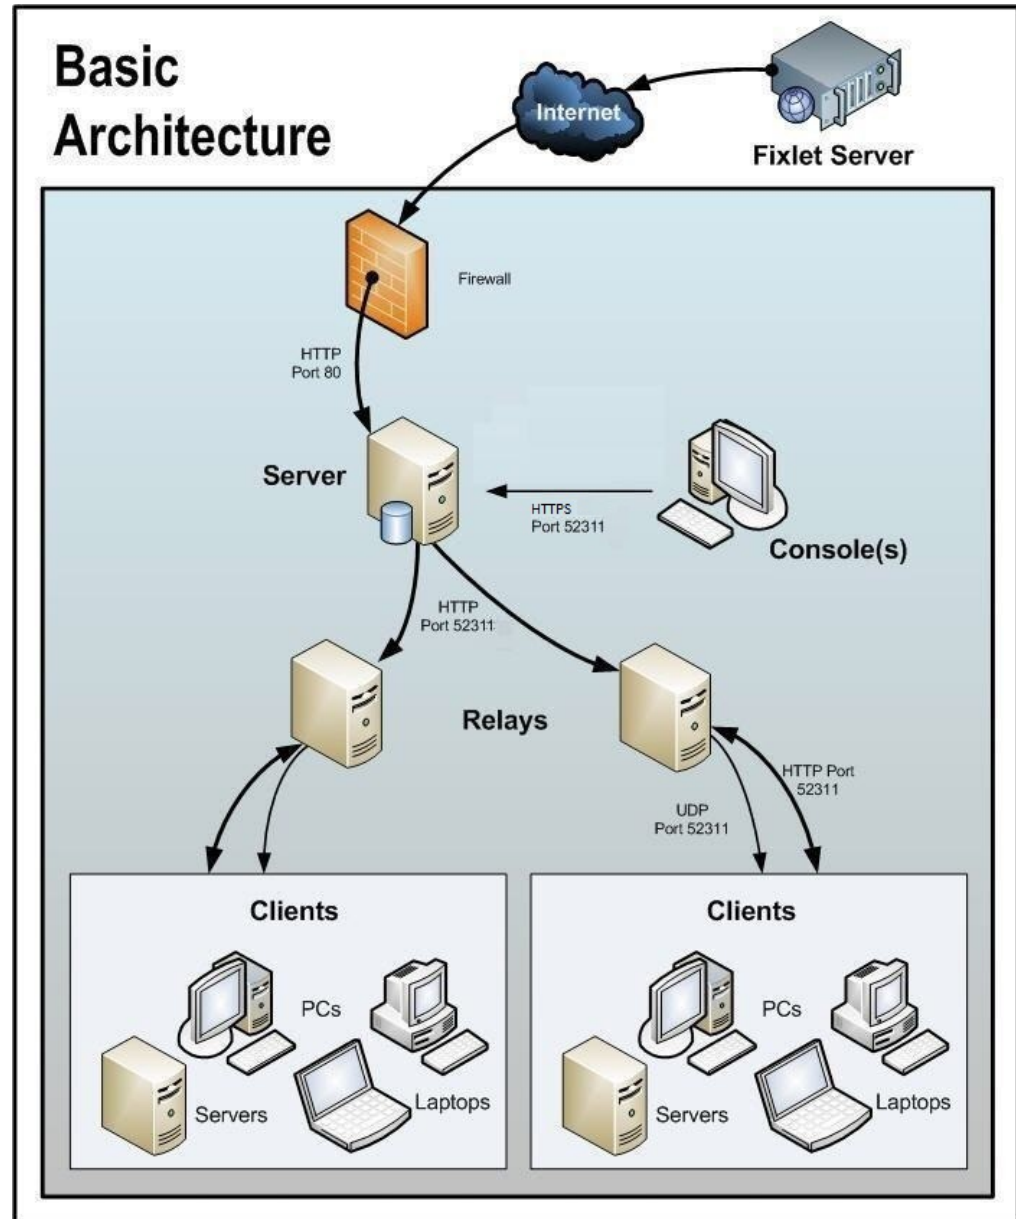 Basic
Architecture
Internet
Fixlet Server
Firewall
HTTP
Port 80
Server
HTTPS
Port 52311
Console(s)
HTTP
Port 52311
Relays
HTTP Port
52311
UDP
Port 52311
Clients
PCs
Servers
Laptops
Clients
PCs
Servers
Laptops